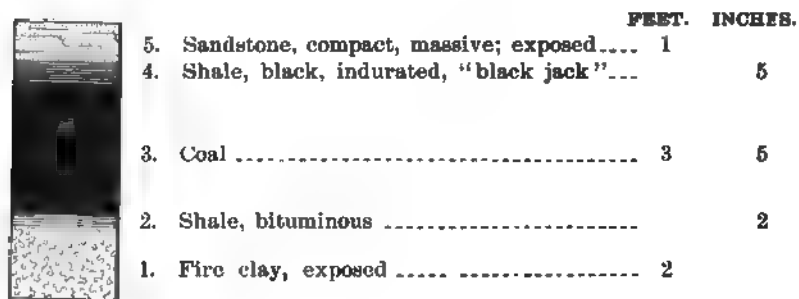 FEET. INCHES.
5. Sandstone, compact, massive; exposed.... 1
4. Shale, black, indurated, "black jack"... 5
3. Coal ........................................ 3 5
2. Shale, bituminous ......................... 2
1. Fire clay, exposed ..... .................. 2